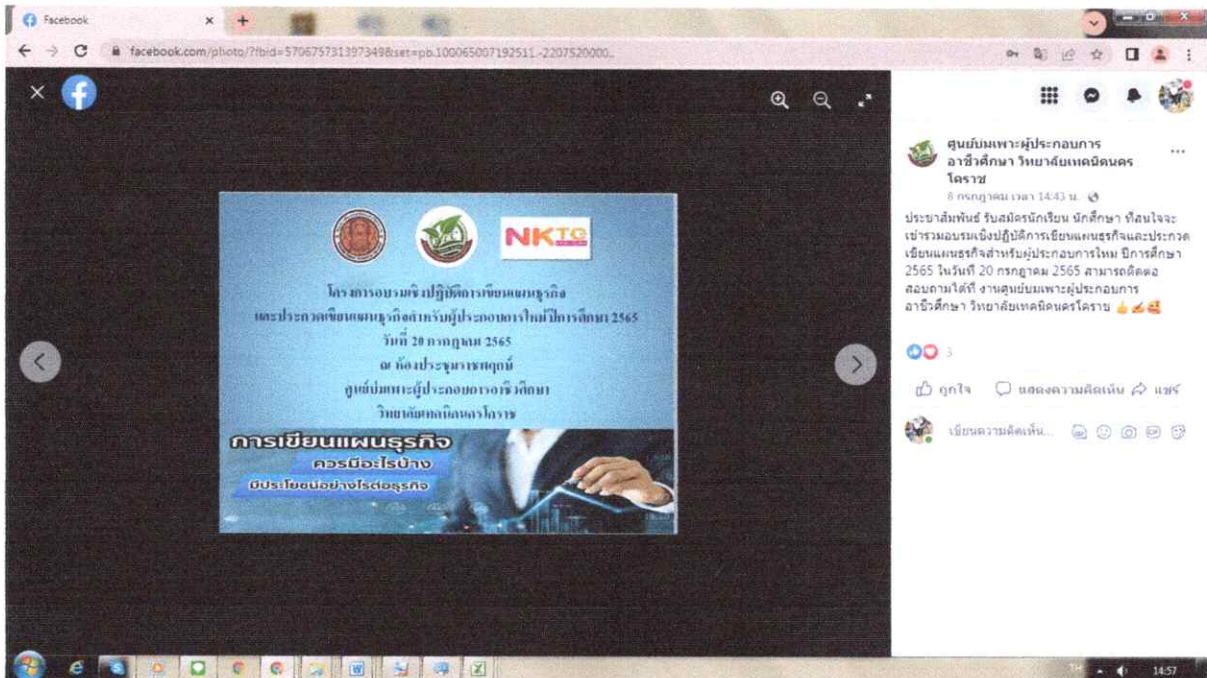 Facebook
facebook.com/photo/?fbid=570675731397349&set=pb.100065007192511.-2207520000..
NKTC
โครงการอบรมเชิงปฏิบัติการเขียนแผนธุรกิจ
และประกวดเขียนแผนธุรกิจสำหรับผู้ประกอบการใหม่ ปีการศึกษา 2565
วันที่ 20 กรกฎาคม 2565
ณ ห้องประชุมราชพฤกษ์
ศูนย์บ่มเพาะผู้ประกอบการอาชีวศึกษา
วิทยาลัยเทคนิคนครโคราช
การเขียนแผนธุรกิจ
ควรมีอะไรบ้าง
มีประโยชน์อย่างไรต่อธุรกิจ
ศูนย์บ่มเพาะผู้ประกอบการ
อาชีวศึกษา วิทยาลัยเทคนิคนคร
โคราช
8 กรกฎาคม เวลา 14:43 น.
ประชาสัมพันธ์ รับสมัครนักเรียน นักศึกษา ที่สนใจจะ
เข้าร่วมอบรมเชิงปฏิบัติการเขียนแผนธุรกิจและประกวด
เขียนแผนธุรกิจสำหรับผู้ประกอบการใหม่ ปีการศึกษา
2565 ในวันที่ 20 กรกฎาคม 2565 สามารถติดต่อ
สอบถามได้ที่ งานศูนย์บ่มเพาะผู้ประกอบการ
อาชีวศึกษา วิทยาลัยเทคนิคนครโคราช 👍✍️🥰
3
ถูกใจ แสดงความคิดเห็น แชร์
เขียนความคิดเห็น...
TH 14:57